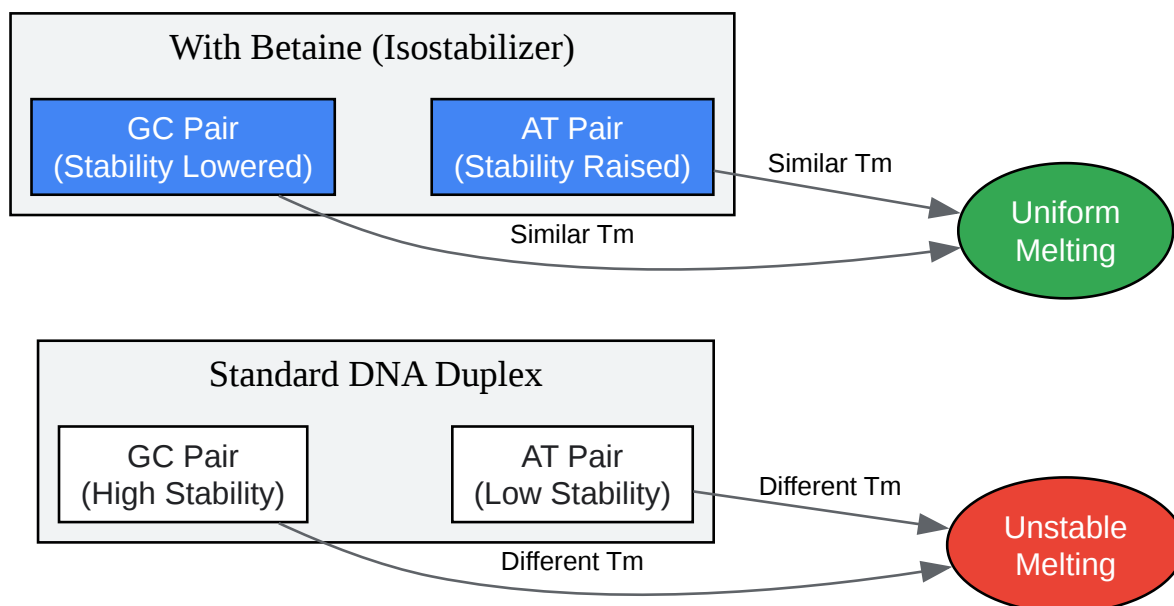 With Betaine (Isostabilizer)
GC Pair
(Stability Lowered)
AT Pair
(Stability Raised)
Similar Tm
Similar Tm
Uniform
Melting
Standard DNA Duplex
GC Pair
(High Stability)
AT Pair
(Low Stability)
Different Tm
Different Tm
Unstable
Melting